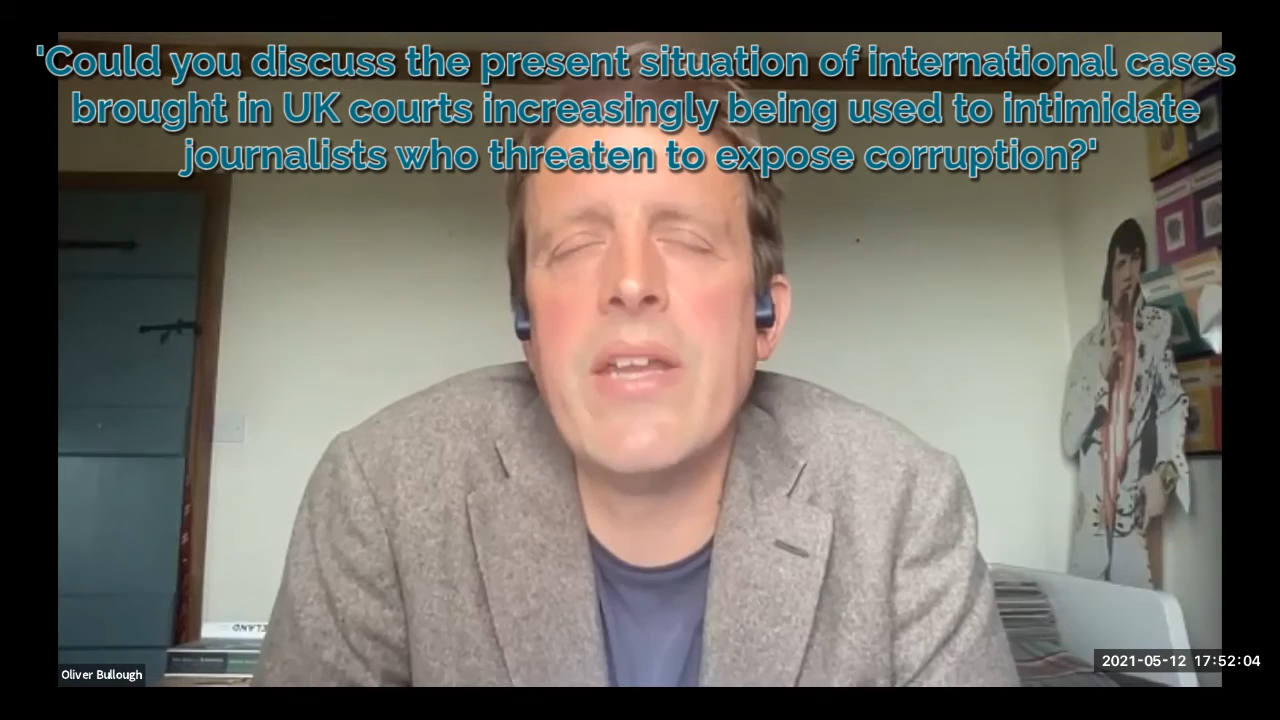 'Could you discuss the present situation of international cases
brought in UK courts increasingly being used to intimidate
journalists who threaten to expose corruption?'
Oliver Bullough
2021-05-12 17:52:04